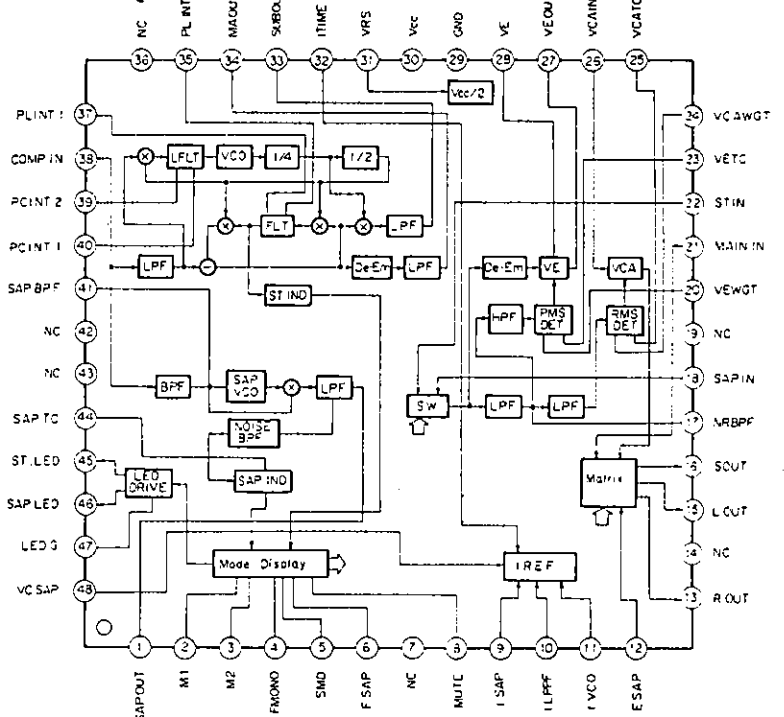 NC
PL INT
MAOU
SUBOU
ITIME
VRS
Vcc
GND
VE
VEOU
VCAIN
VCATC
36 35 34 33 32 31 30 29 28 27 26 25
Vcc/2
PLINT 1 37
COMP.IN 38
PCINT 2 39
PCINT 1 40
SAP.BPF 41
NC 42
NC 43
SAP.TC 44
ST.LED 45
SAP.LED 46
LED G 47
VC SAP 48
LFLT VCO 1/4 1/2
FLT LPF
LPF De-Em LPF
ST.IND
De-Em VE VCA
HPF RMS DET RMS DET
BPF SAP VCO LPF
SW LPF LPF
NOISE BPF
SAP IND
LED DRIVE
Matrix
Mode Display
IREF
24 VCAWGT
23 VETC
22 STIN
21 MAIN IN
20 VEWGT
19 NC
18 SAP.IN
17 NRBPF
16 SOUT
15 L.OUT
14 NC
13 R.OUT
1 2 3 4 5 6 7 8 9 10 11 12
SAPOUT
M1
M2
FMONO
SMD
F.SAP
NC
MUTE
I SAP
ILPPF
IVCO
E.SAP